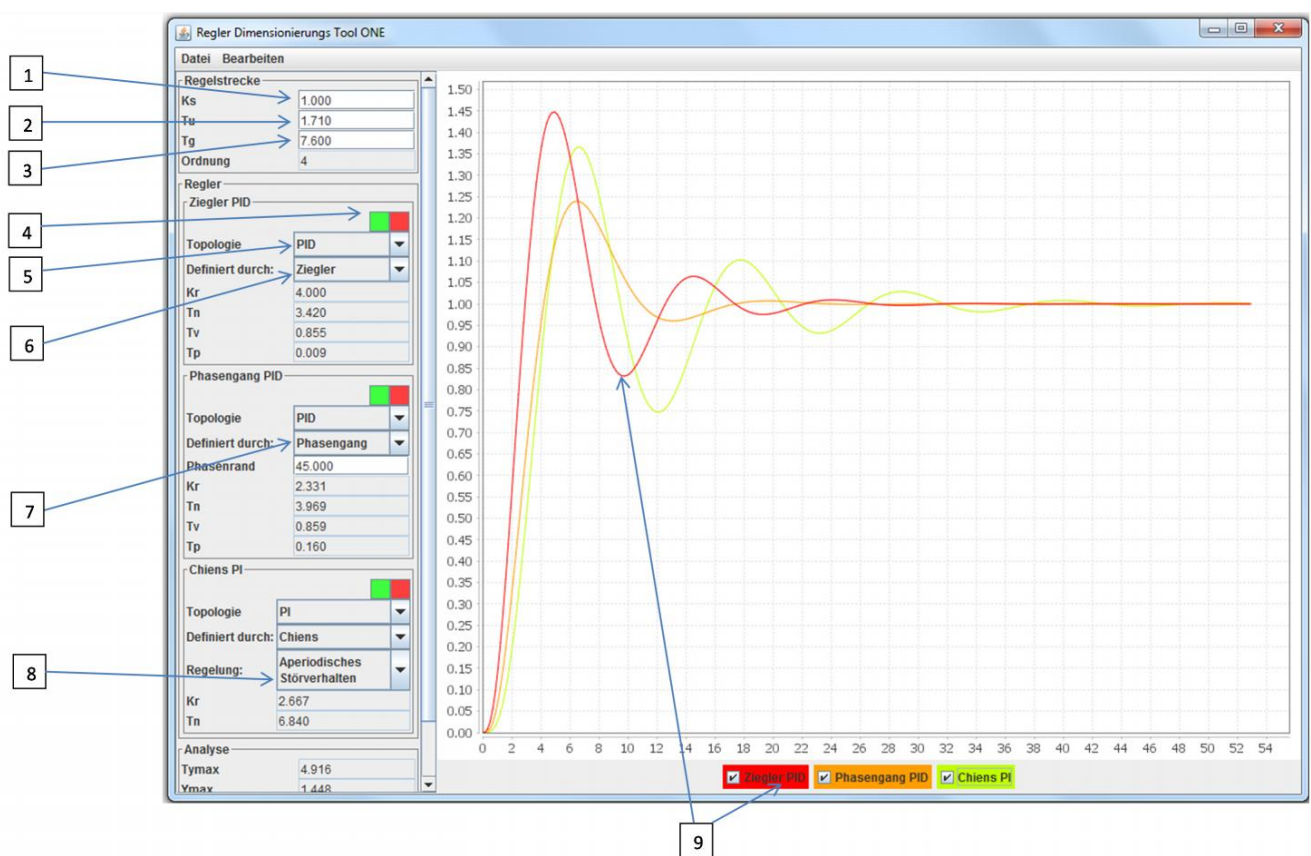 Regler Dimensionierungs Tool ONE
Datei Bearbeiten
Regelstrecke
Ks 1.000
Tu 1.710
Tg 7.600
Ordnung 4
Regler
Ziegler PID
Topologie PID
Definiert durch: Ziegler
Kr 4.000
Tn 3.420
Tv 0.855
Tp 0.009
Phasengang PID
Topologie PID
Definiert durch: Phasengang
Phasenrand 45.000
Kr 2.331
Tn 3.969
Tv 0.859
Tp 0.160
Chiens PI
Topologie PI
Definiert durch: Chiens
Regelung: Aperiodisches
Störverhalten
Kr 2.667
Tn 6.840
Analyse
Tymax 4.916
Ymax 1.448
1
2
3
4
5
6
7
8
9
1.50
1.45
1.40
1.35
1.30
1.25
1.20
1.15
1.10
1.05
1.00
0.95
0.90
0.85
0.80
0.75
0.70
0.65
0.60
0.55
0.50
0.45
0.40
0.35
0.30
0.25
0.20
0.15
0.10
0.05
0.00
0 2 4 6 8 10 12 14 16 18 20 22 24 26 28 30 32 34 36 38 40 42 44 46 48 50 52 54
Ziegler PID Phasengang PID Chiens PI